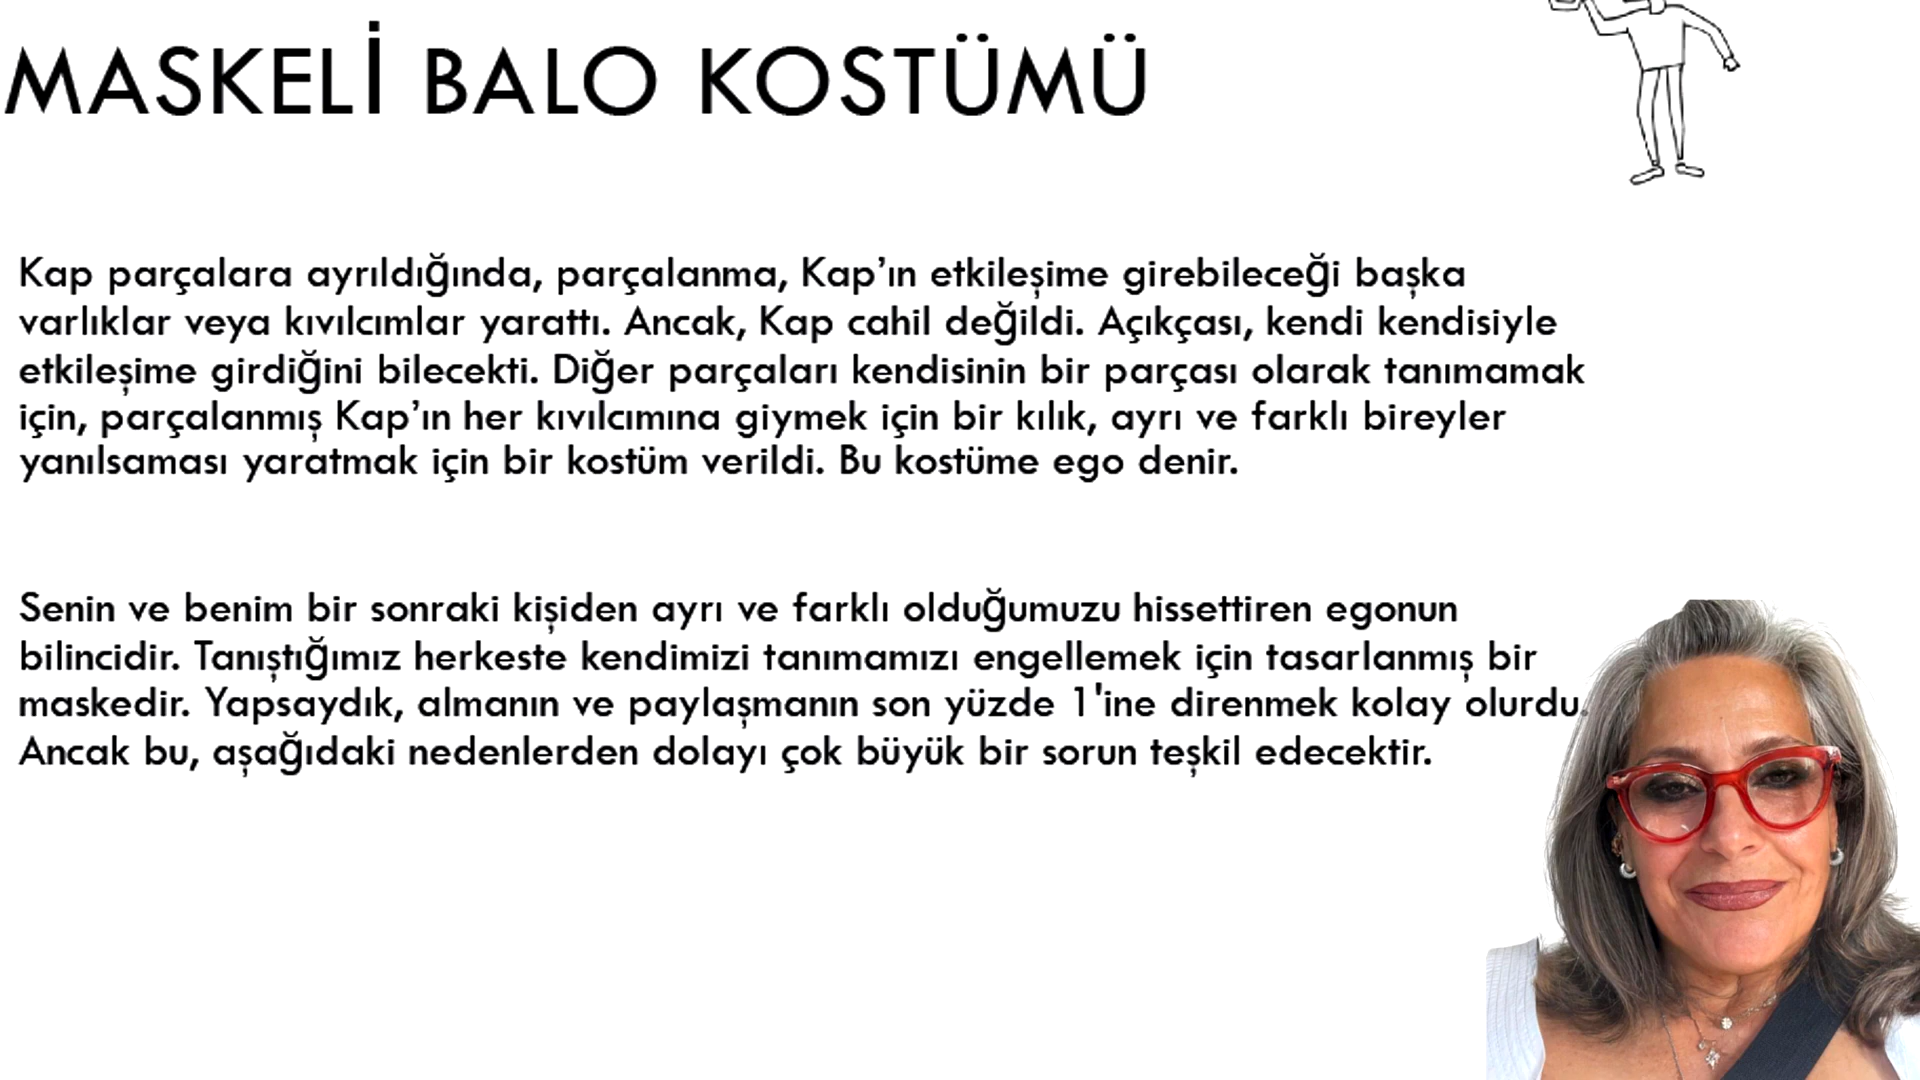 MASKELİ BALO KOSTÜMÜ
Kap parçalara ayrıldığında, parçalanma, Kap’ın etkileşime girebileceği başka
varlıklar veya kıvılcımlar yarattı. Ancak, Kap cahil değildi. Açıkçası, kendi kendisiyle
etkileşime girdiğini bilecekti. Diğer parçaları kendisinin bir parçası olarak tanımamak
için, parçalanmış Kap’ın her kıvılcımına giymek için bir kılık, ayrı ve farklı bireyler
yanılsaması yaratmak için bir kostüm verildi. Bu kostüme ego denir.
Senin ve benim bir sonraki kişiden ayrı ve farklı olduğumuzu hissettiren egonun
bilincidir. Tanıştığımız herkeste kendimizi tanımamızı engellemek için tasarlanmış bir
maskedir. Yapsaydık, almanın ve paylaşmanın son yüzde 1'ine direnmek kolay olurdu.
Ancak bu, aşağıdaki nedenlerden dolayı çok büyük bir sorun teşkil edecektir.